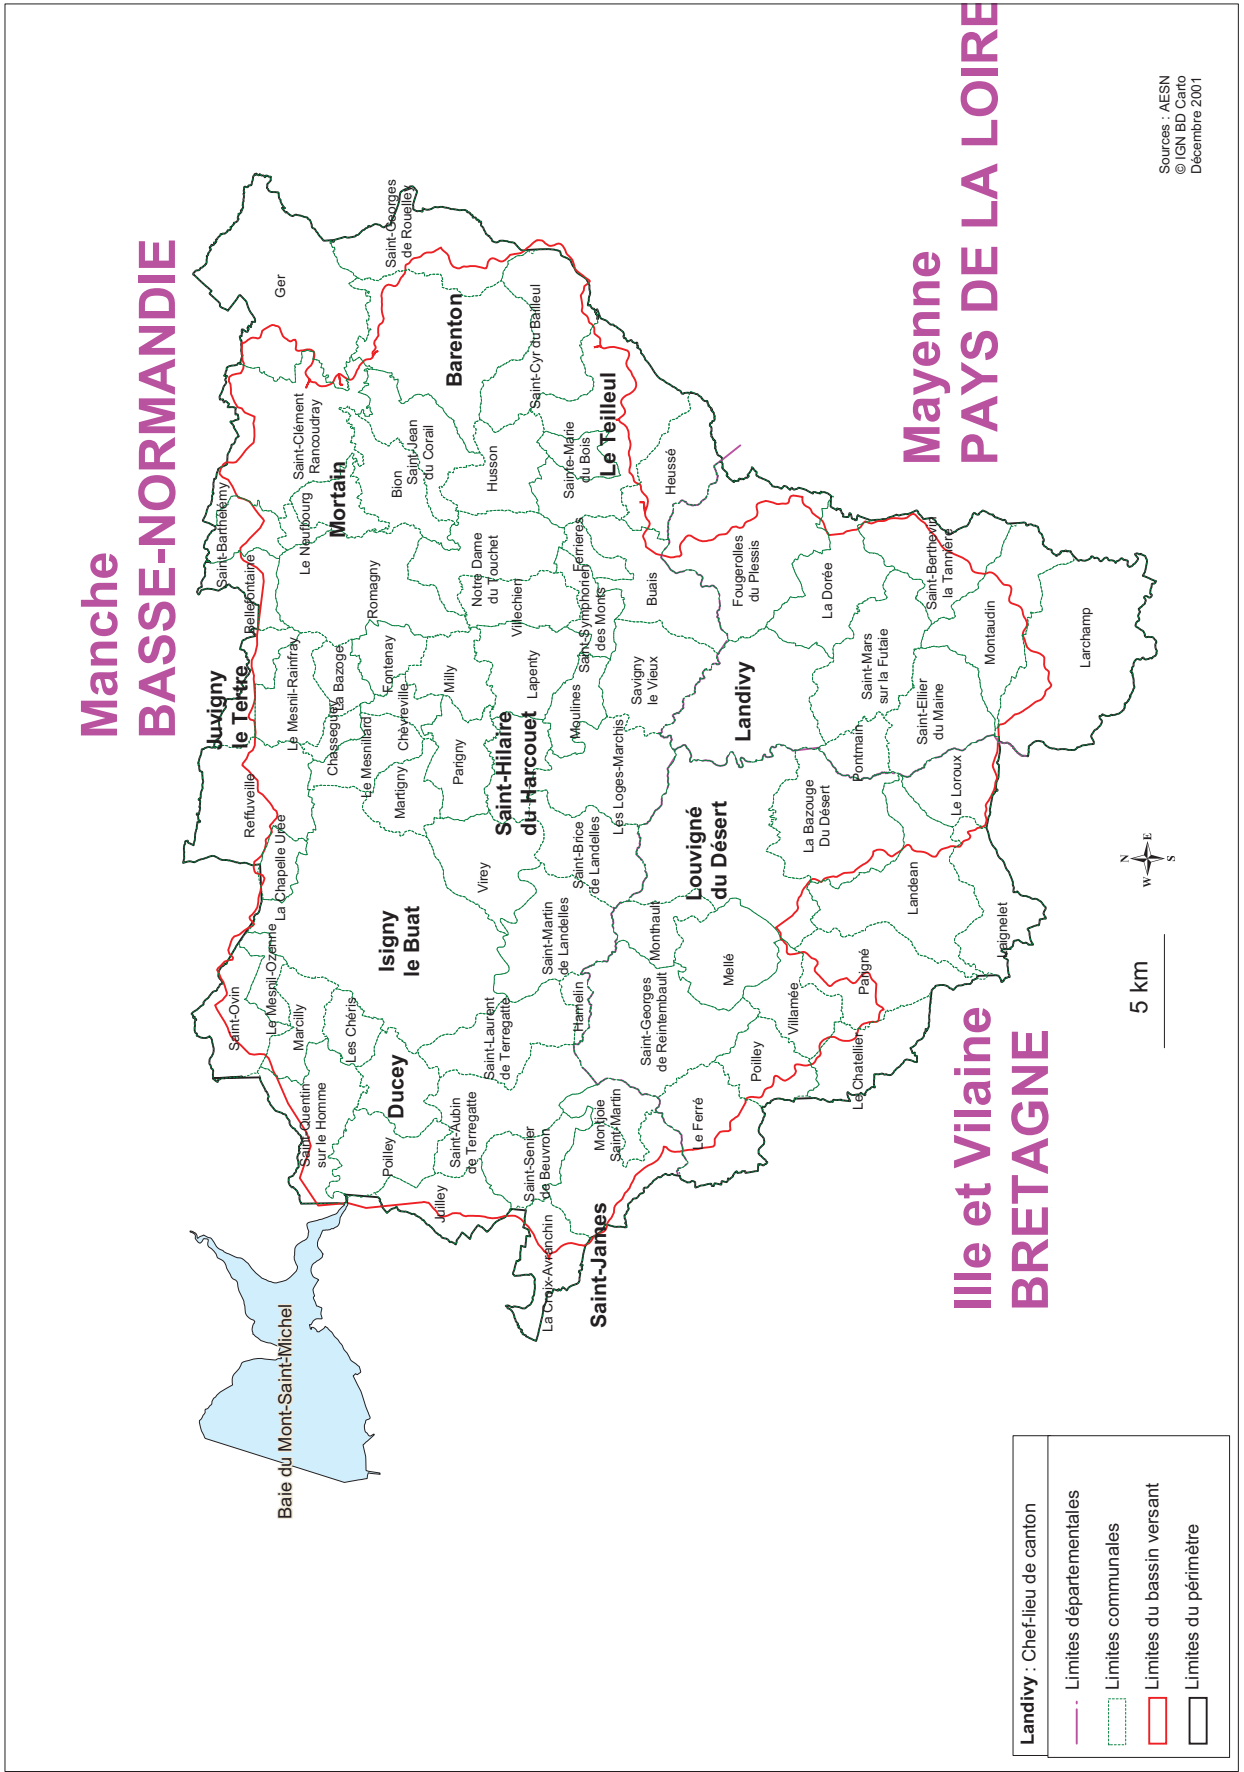 Manche
BASSE-NORMANDIE
Mayenne
PAYS DE LA LOIRE
Ille et Vilaine
BRETAGNE
Sources : AESN
© IGN BD Carto
Décembre 2001
Baie du Mont-Saint-Michel
Saint-Ovin
Le Mesnil-Ozenne
Marcilly
Les Chéris
Saint-Quentin
sur le Homme
Ducey
Poilley
Juilley
Saint-Aubin
de Terregatte
Saint-Laurent
de Terregatte
Saint-Senier
de Beuvron
La Croix-Avranchin
Saint-James
Montjoie
Saint-Martin
Hamelin
Saint-Martin
de Landelles
Saint-Brice
de Landelles
Isigny
le Buat
Virey
La Chapelle Urée
Reffuveille
Juvigny
le Tertre
Le Mesnil-Rainfray
Bellefontaine
Saint-Barthélemy
Chasseguey
La Bazoge
Le Mesnillard
Martigny
Chèvreville
Fontenay
Milly
Parigny
Saint-Hilaire
du Harcouet
Lapenty
Moulines
Les Loges-Marchis
Savigny
le Vieux
Saint-Symphorien
des Monts
Villechien
Notre Dame
du Touchet
Ferrieres
Buais
Romagny
Le Neufbourg
Mortain
Saint-Clément
Rancoudray
Bion
Saint-Jean
du Corail
Husson
Sainte-Marie
du Bois
Le Teilleul
Heussé
Ger
Saint-Georges
de Rouelley
Barenton
Saint-Cyr du Bailleul
Fougerolles
du Plessis
La Dorée
Landivy
Saint-Mars
sur la Futaie
Saint-Berthevin
la Tannière
Pontmain
Saint-Ellier
du Maine
Montaudin
Larchamp
Louvigné
du Désert
La Bazouge
Du Désert
Le Loroux
Landean
Laignelet
Monthault
Mellé
Saint-Georges
de Reintembault
Villamée
Parigné
Poilley
Le Chatellier
Le Ferré
N
W
E
S
5 km
Landivy : Chef-lieu de canton
Limites départementales
Limites communales
Limites du bassin versant
Limites du périmètre